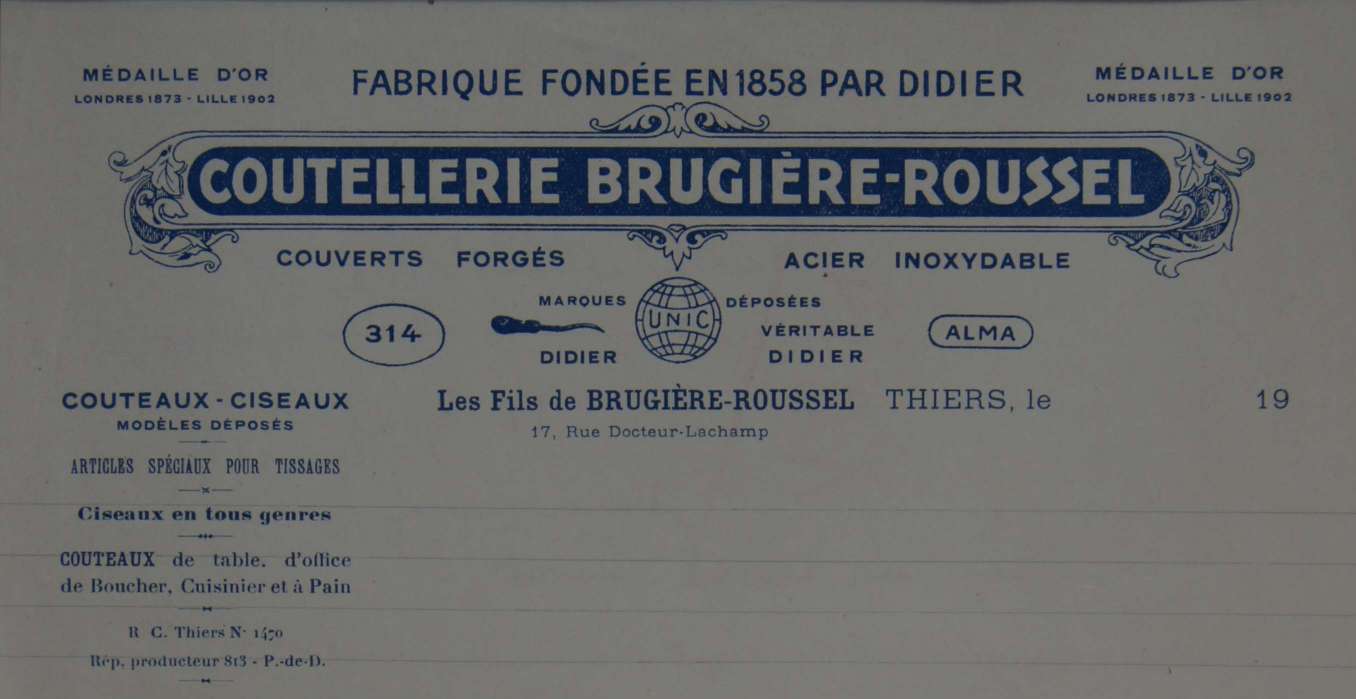 MÉDAILLE D'OR
LONDRES 1873 - LILLE 1902
FABRIQUE FONDÉE EN 1858 PAR DIDIER
MÉDAILLE D'OR
LONDRES 1873 - LILLE 1902
COUTELLERIE BRUGIÈRE-ROUSSEL
COUVERTS FORGÉS
ACIER INOXYDABLE
314
MARQUES
DIDIER
UNIC
DÉPOSÉES
VÉRITABLE
DIDIER
ALMA
COUTEAUX - CISEAUX
MODÈLES DÉPOSÉS
Les Fils de BRUGIÈRE-ROUSSEL THIERS, le 19
17, Rue Docteur-Lachamp
ARTICLES SPÉCIAUX POUR TISSAGES
Ciseaux en tous genres
COUTEAUX de table, d'office
de Boucher, Cuisinier et à Pain
R C. Thiers N· 1470
Rép. producteur 813 - P.-de-D.